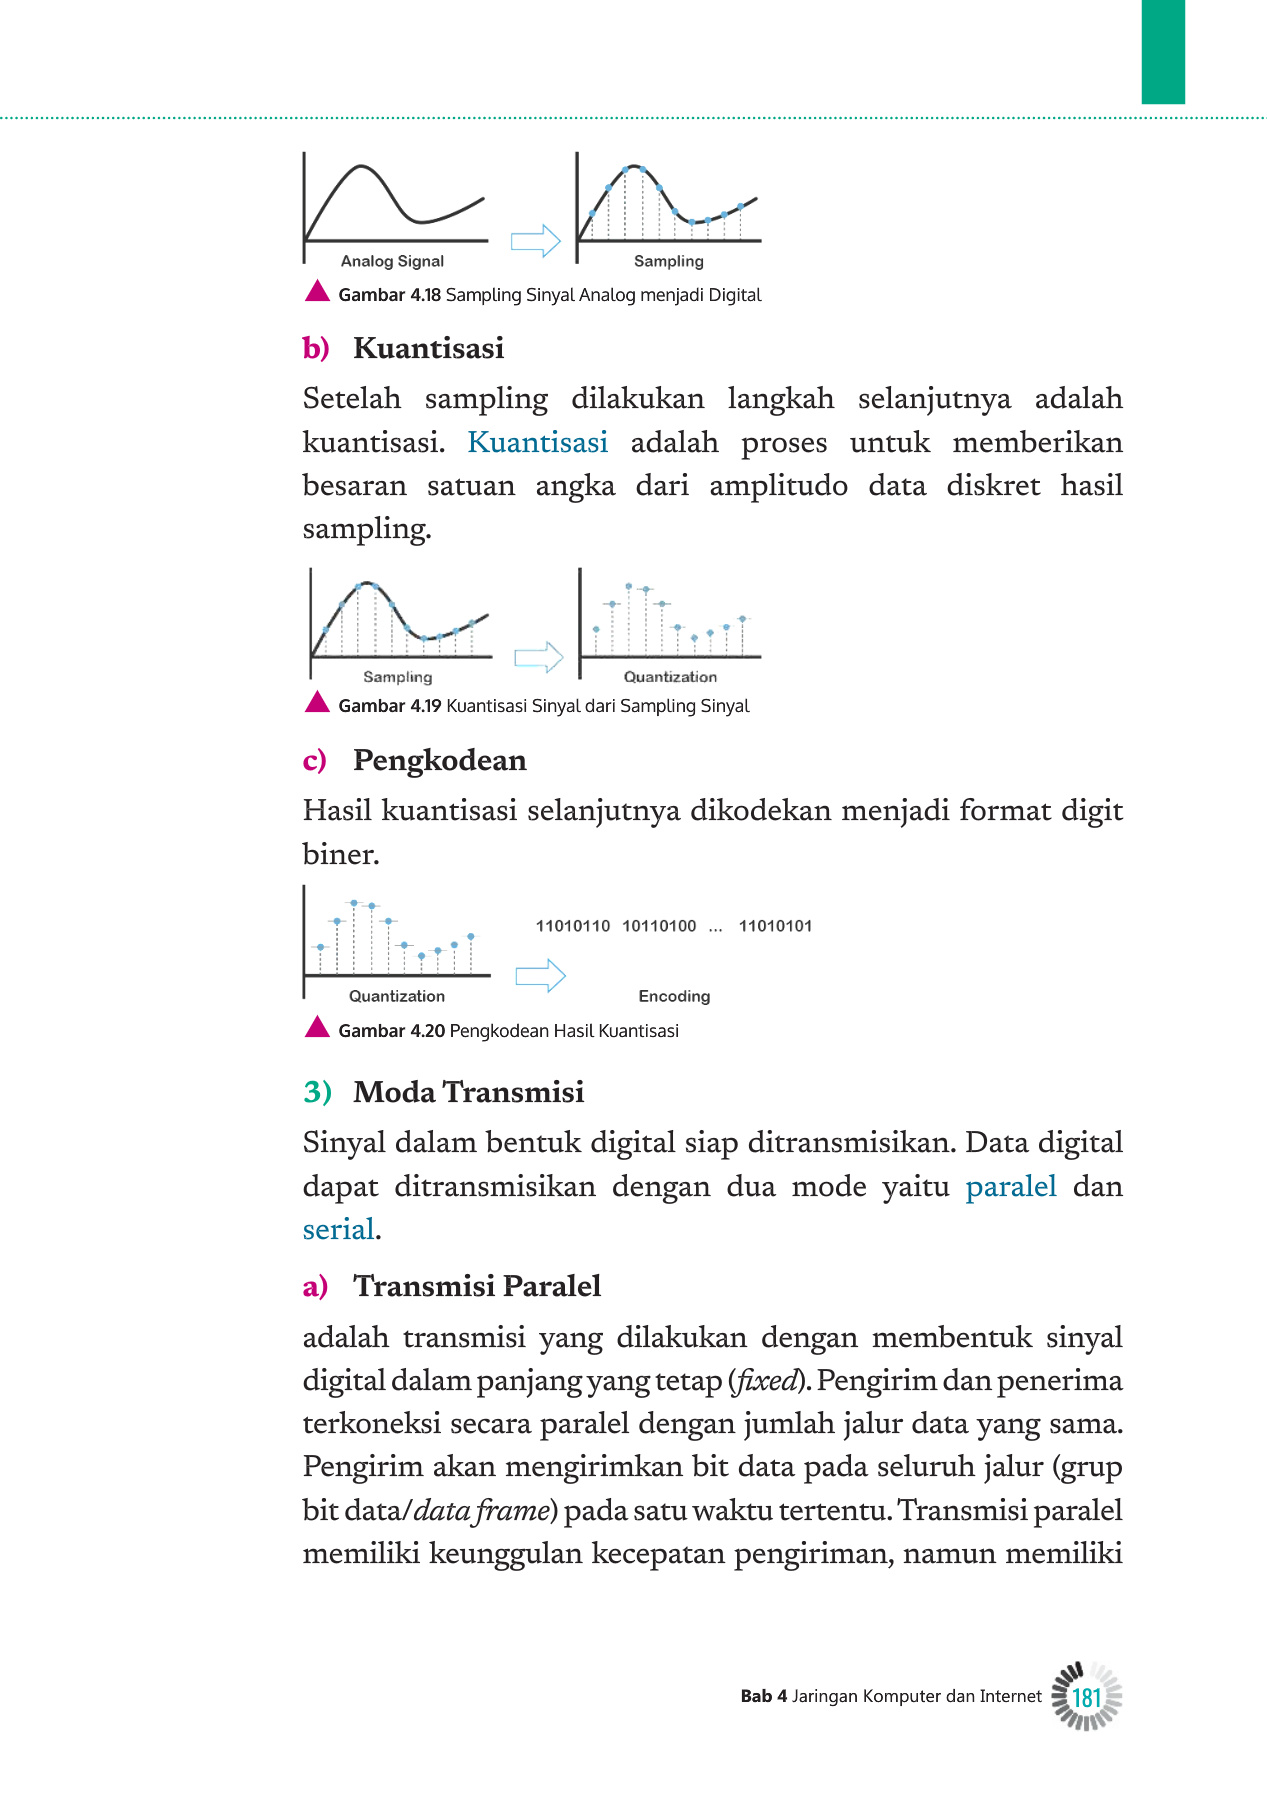 Analog Signal
Sampling
Gambar 4.18 Sampling Sinyal Analog menjadi Digital
b) Kuantisasi
Setelah sampling dilakukan langkah selanjutnya adalah
kuantisasi. Kuantisasi adalah proses untuk memberikan
besaran satuan angka dari amplitudo data diskret hasil
sampling.
Sampling
Quantization
Gambar 4.19 Kuantisasi Sinyal dari Sampling Sinyal
c) Pengkodean
Hasil kuantisasi selanjutnya dikodekan menjadi format digit
biner.
11010110 10110100 ... 11010101
Quantization
Encoding
Gambar 4.20 Pengkodean Hasil Kuantisasi
3) Moda Transmisi
Sinyal dalam bentuk digital siap ditransmisikan. Data digital
dapat ditransmisikan dengan dua mode yaitu paralel dan
serial.
a) Transmisi Paralel
adalah transmisi yang dilakukan dengan membentuk sinyal
digital dalam panjang yang tetap (fixed). Pengirim dan penerima
terkoneksi secara paralel dengan jumlah jalur data yang sama.
Pengirim akan mengirimkan bit data pada seluruh jalur (grup
bit data/data frame) pada satu waktu tertentu. Transmisi paralel
memiliki keunggulan kecepatan pengiriman, namun memiliki
Bab 4 Jaringan Komputer dan Internet 181